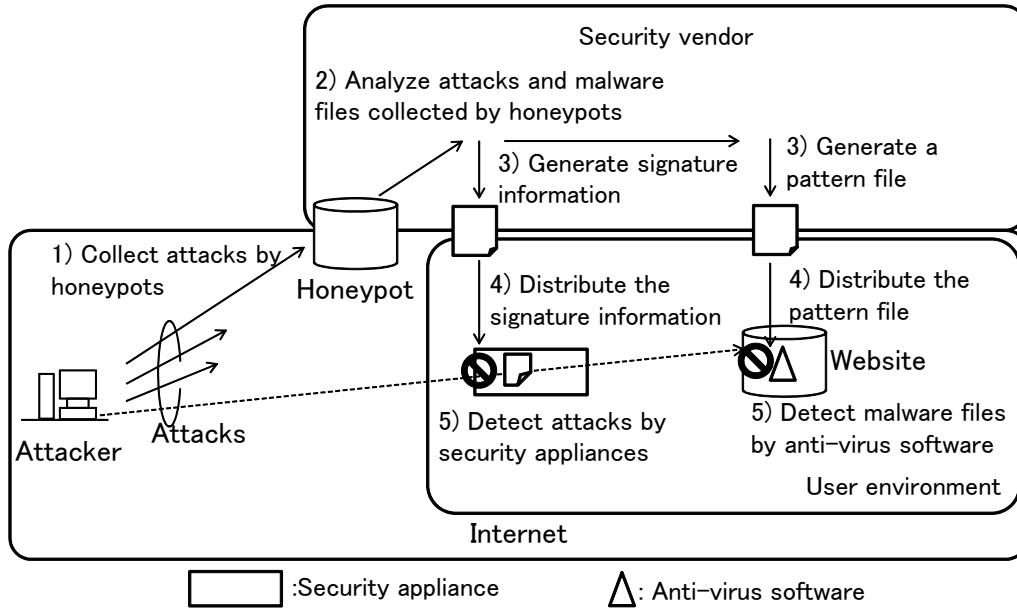 Security vendor
2) Analyze attacks and malware
files collected by honeypots
3) Generate signature
information
3) Generate a
pattern file
1) Collect attacks by
honeypots
Honeypot
4) Distribute the
signature information
4) Distribute the
pattern file
Website
Attacker
Attacks
5) Detect attacks by
security appliances
5) Detect malware files
by anti-virus software
User environment
Internet
:Security appliance
: Anti-virus software